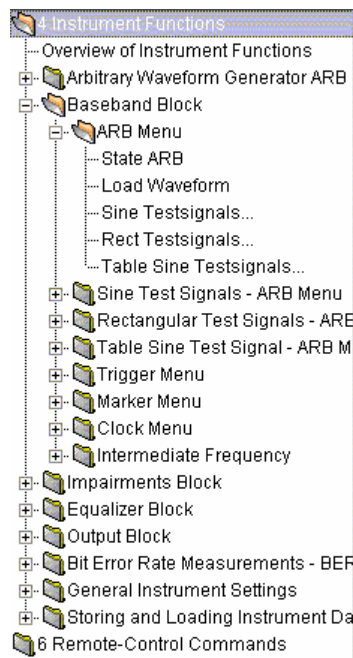 4 Instrument Functions
Overview of Instrument Functions
Arbitrary Waveform Generator ARB
Baseband Block
ARB Menu
State ARB
Load Waveform
Sine Testsignals...
Rect Testsignals...
Table Sine Testsignals...
Sine Test Signals - ARB Menu
Rectangular Test Signals - ARB
Table Sine Test Signal - ARB M
Trigger Menu
Marker Menu
Clock Menu
Intermediate Frequency
Impairments Block
Equalizer Block
Output Block
Bit Error Rate Measurements - BER
General Instrument Settings
Storing and Loading Instrument Da
6 Remote-Control Commands